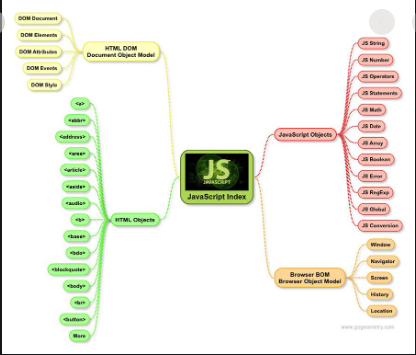 DOM Document
DOM Elements
DOM Attributes
DOM Events
DOM Style
HTML DOM
Document Object Model
<a>
<abbr>
<address>
<area>
<article>
<aside>
<audio>
<b>
<base>
<bdo>
<blockquote>
<body>
<br>
<button>
More
HTML Objects
JS
JAVASCRIPT
JavaScript Index
JavaScript Objects
JS String
JS Number
JS Operators
JS Statements
JS Math
JS Date
JS Array
JS Boolean
JS Error
JS RegExp
JS Global
JS Conversion
Browser BOM
Browser Object Model
Window
Navigator
Screen
History
Location
www.gogeometry.com